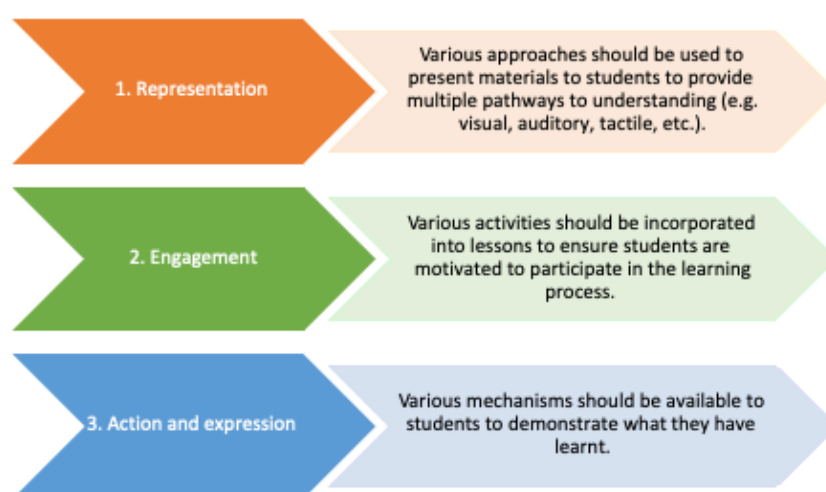 1. Representation
Various approaches should be used to
present materials to students to provide
multiple pathways to understanding (e.g.
visual, auditory, tactile, etc.).
2. Engagement
Various activities should be incorporated
into lessons to ensure students are
motivated to participate in the learning
process.
3. Action and expression
Various mechanisms should be available to
students to demonstrate what they have
learnt.